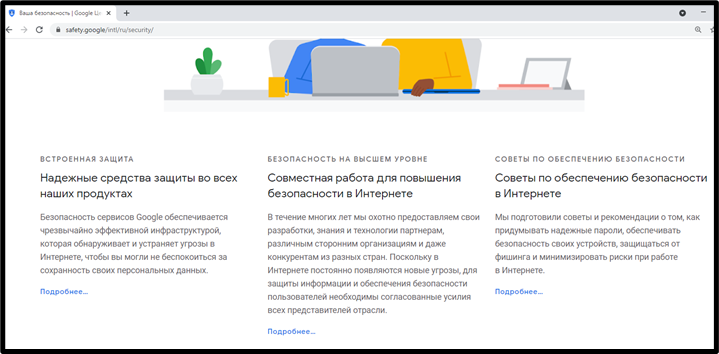 Ваша безопасность | Google Це
safety.google/intl/ru/security/
ВСТРОЕННАЯ ЗАЩИТА
Надежные средства защиты во всех
наших продуктах
Безопасность сервисов Google обеспечивается
чрезвычайно эффективной инфраструктурой,
которая обнаруживает и устраняет угрозы в
Интернете, чтобы вы могли не беспокоиться за
сохранность своих персональных данных.
Подробнее...
БЕЗОПАСНОСТЬ НА ВЫСШЕМ УРОВНЕ
Совместная работа для повышения
безопасности в Интернете
В течение многих лет мы охотно предоставляем свои
разработки, знания и технологии партнерам,
различным сторонним организациям и даже
конкурентам из разных стран. Поскольку в
Интернете постоянно появляются новые угрозы, для
защиты информации и обеспечения безопасности
пользователей необходимы согласованные усилия
всех представителей отрасли.
Подробнее...
СОВЕТЫ ПО ОБЕСПЕЧЕНИЮ БЕЗОПАСНОСТИ
Советы по обеспечению безопасности
в Интернете
Мы подготовили советы и рекомендации о том, как
придумывать надежные пароли, обеспечивать
безопасность своих устройств, защищаться от
фишинга и минимизировать риски при работе
в Интернете.
Подробнее...